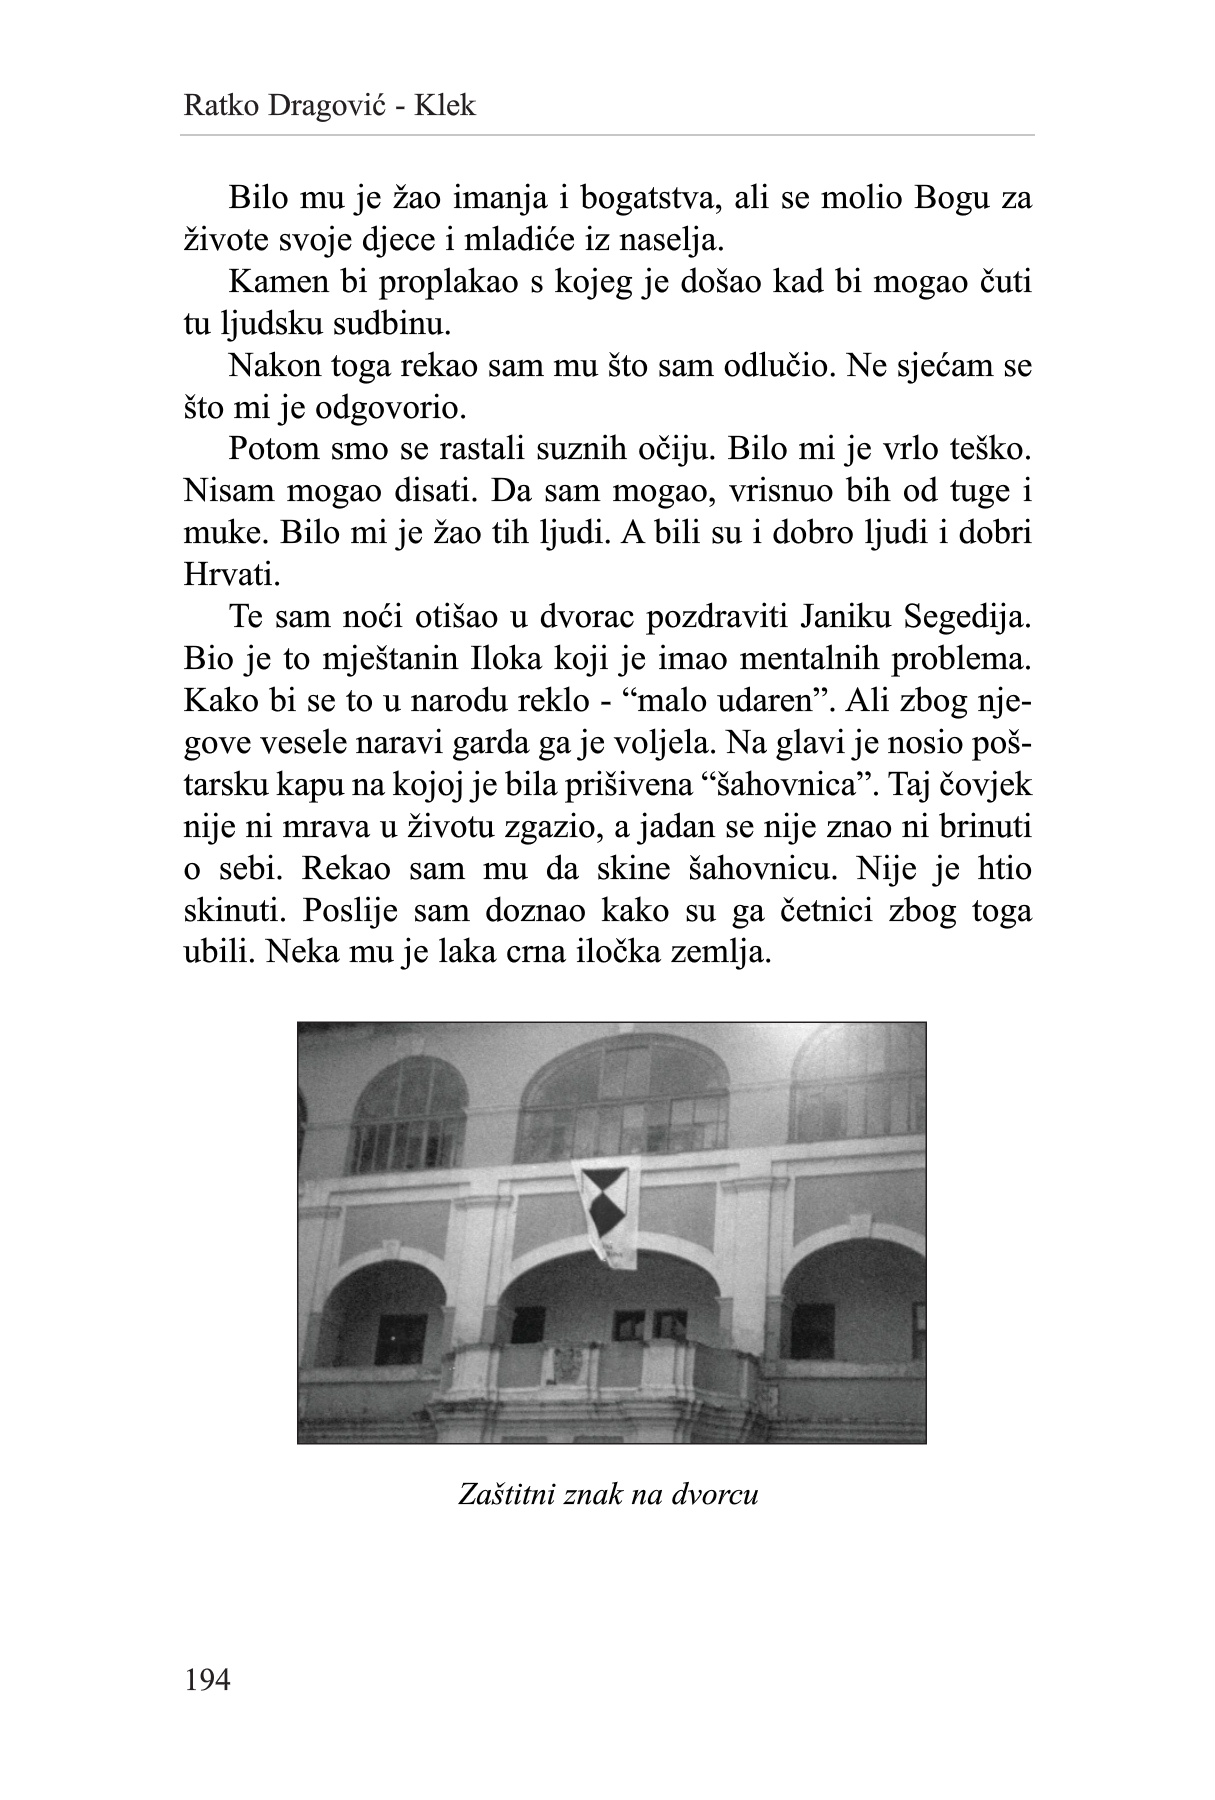 Ratko Dragović - Klek
Bilo mu je žao imanja i bogatstva, ali se molio Bogu za
živote svoje djece i mladiće iz naselja.
Kamen bi proplakao s kojeg je došao kad bi mogao čuti
tu ljudsku sudbinu.
Nakon toga rekao sam mu što sam odlučio. Ne sjećam se
što mi je odgovorio.
Potom smo se rastali suznih očiju. Bilo mi je vrlo teško.
Nisam mogao disati. Da sam mogao, vrisnuo bih od tuge i
muke. Bilo mi je žao tih ljudi. A bili su i dobro ljudi i dobri
Hrvati.
Te sam noći otišao u dvorac pozdraviti Janiku Segedija.
Bio je to mještanin Iloka koji je imao mentalnih problema.
Kako bi se to u narodu reklo - “malo udaren”. Ali zbog nje-
gove vesele naravi garda ga je voljela. Na glavi je nosio poš-
tarsku kapu na kojoj je bila prišivena “šahovnica”. Taj čovjek
nije ni mrava u životu zgazio, a jadan se nije znao ni brinuti
o sebi. Rekao sam mu da skine šahovnicu. Nije je htio
skinuti. Poslije sam doznao kako su ga četnici zbog toga
ubili. Neka mu je laka crna iločka zemlja.
Zaštitni znak na dvorcu
194